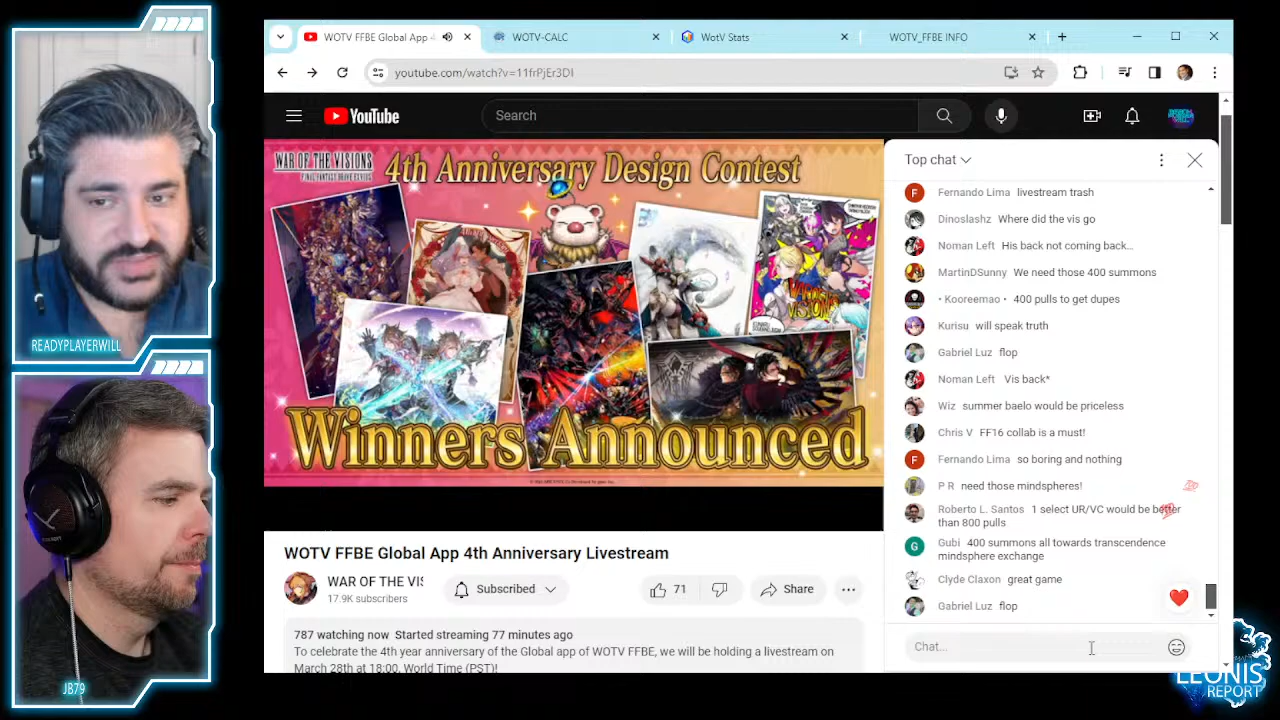 WOTV FFBE Global App 4
WOTV-CALC
WotV Stats
WOTV_FFBE INFO
youtube.com/watch?v=11frPjEr3DI
YouTube
Search
WAR OF THE VISIONS
FINAL FANTASY BRAVE EXVIUS
4th Anniversary Design Contest
Winners Announced
Top chat
Fernando Lima livestream trash
Dinoslashz Where did the vis go
Noman Left His back not coming back...
MartinDSunny We need those 400 summons
• Kooreemao • 400 pulls to get dupes
Kurisu will speak truth
Gabriel Luz flop
Noman Left Vis back*
Wiz summer baelo would be priceless
Chris V FF16 collab is a must!
Fernando Lima so boring and nothing
P R need those mindspheres!
Roberto L. Santos 1 select UR/VC would be better
than 800 pulls
Gubi 400 summons all towards transcendence
mindsphere exchange
Clyde Claxon great game
Gabriel Luz flop
Chat...
WOTV FFBE Global App 4th Anniversary Livestream
WAR OF THE VIS
17.9K subscribers
Subscribed
71
Share
787 watching now Started streaming 77 minutes ago
To celebrate the 4th year anniversary of the Global app of WOTV FFBE, we will be holding a livestream on
March 28th at 18:00, World Time (PST)!
READYPLAYERWILL
JB79
LEONIS
REPORT